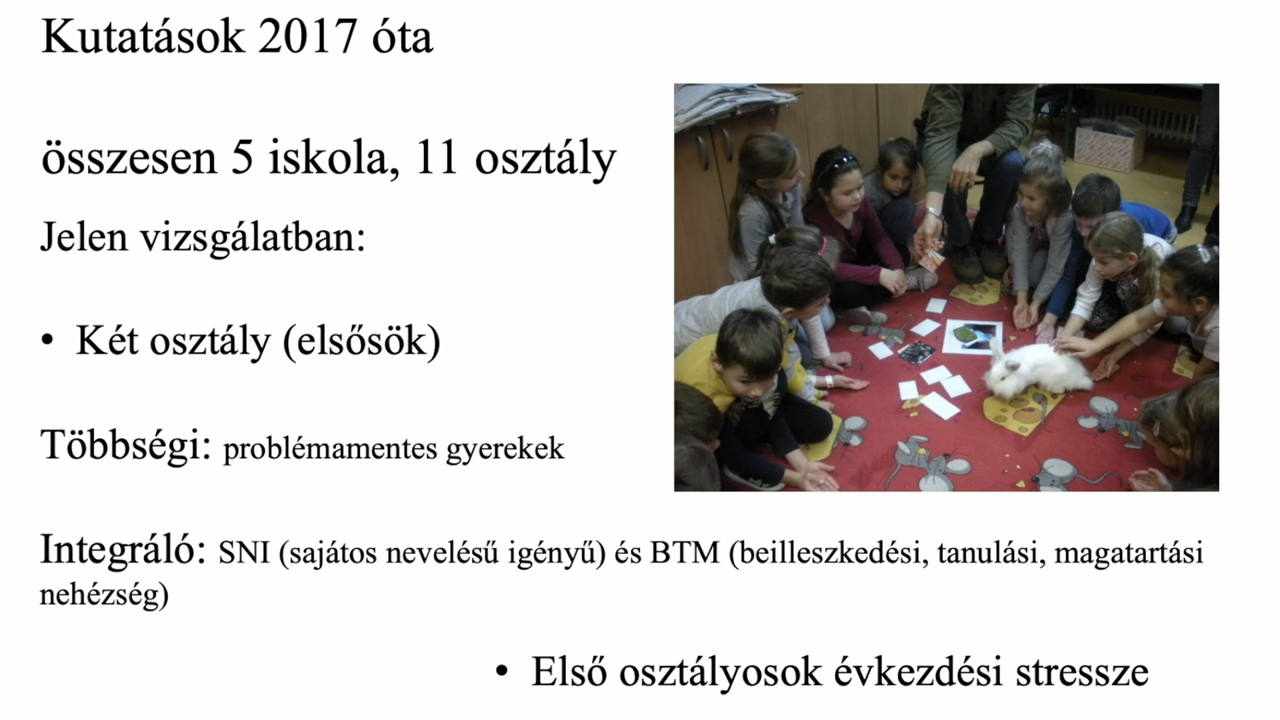 Kutatások 2017 óta
összesen 5 iskola, 11 osztály
Jelen vizsgálatban:
• Két osztály (elsősök)
Többségi: problémamentes gyerekek
Integráló: SNI (sajátos nevelésű igényű) és BTM (beilleszkedési, tanulási, magatartási
nehézség)
• Első osztályosok évkezdési stressze